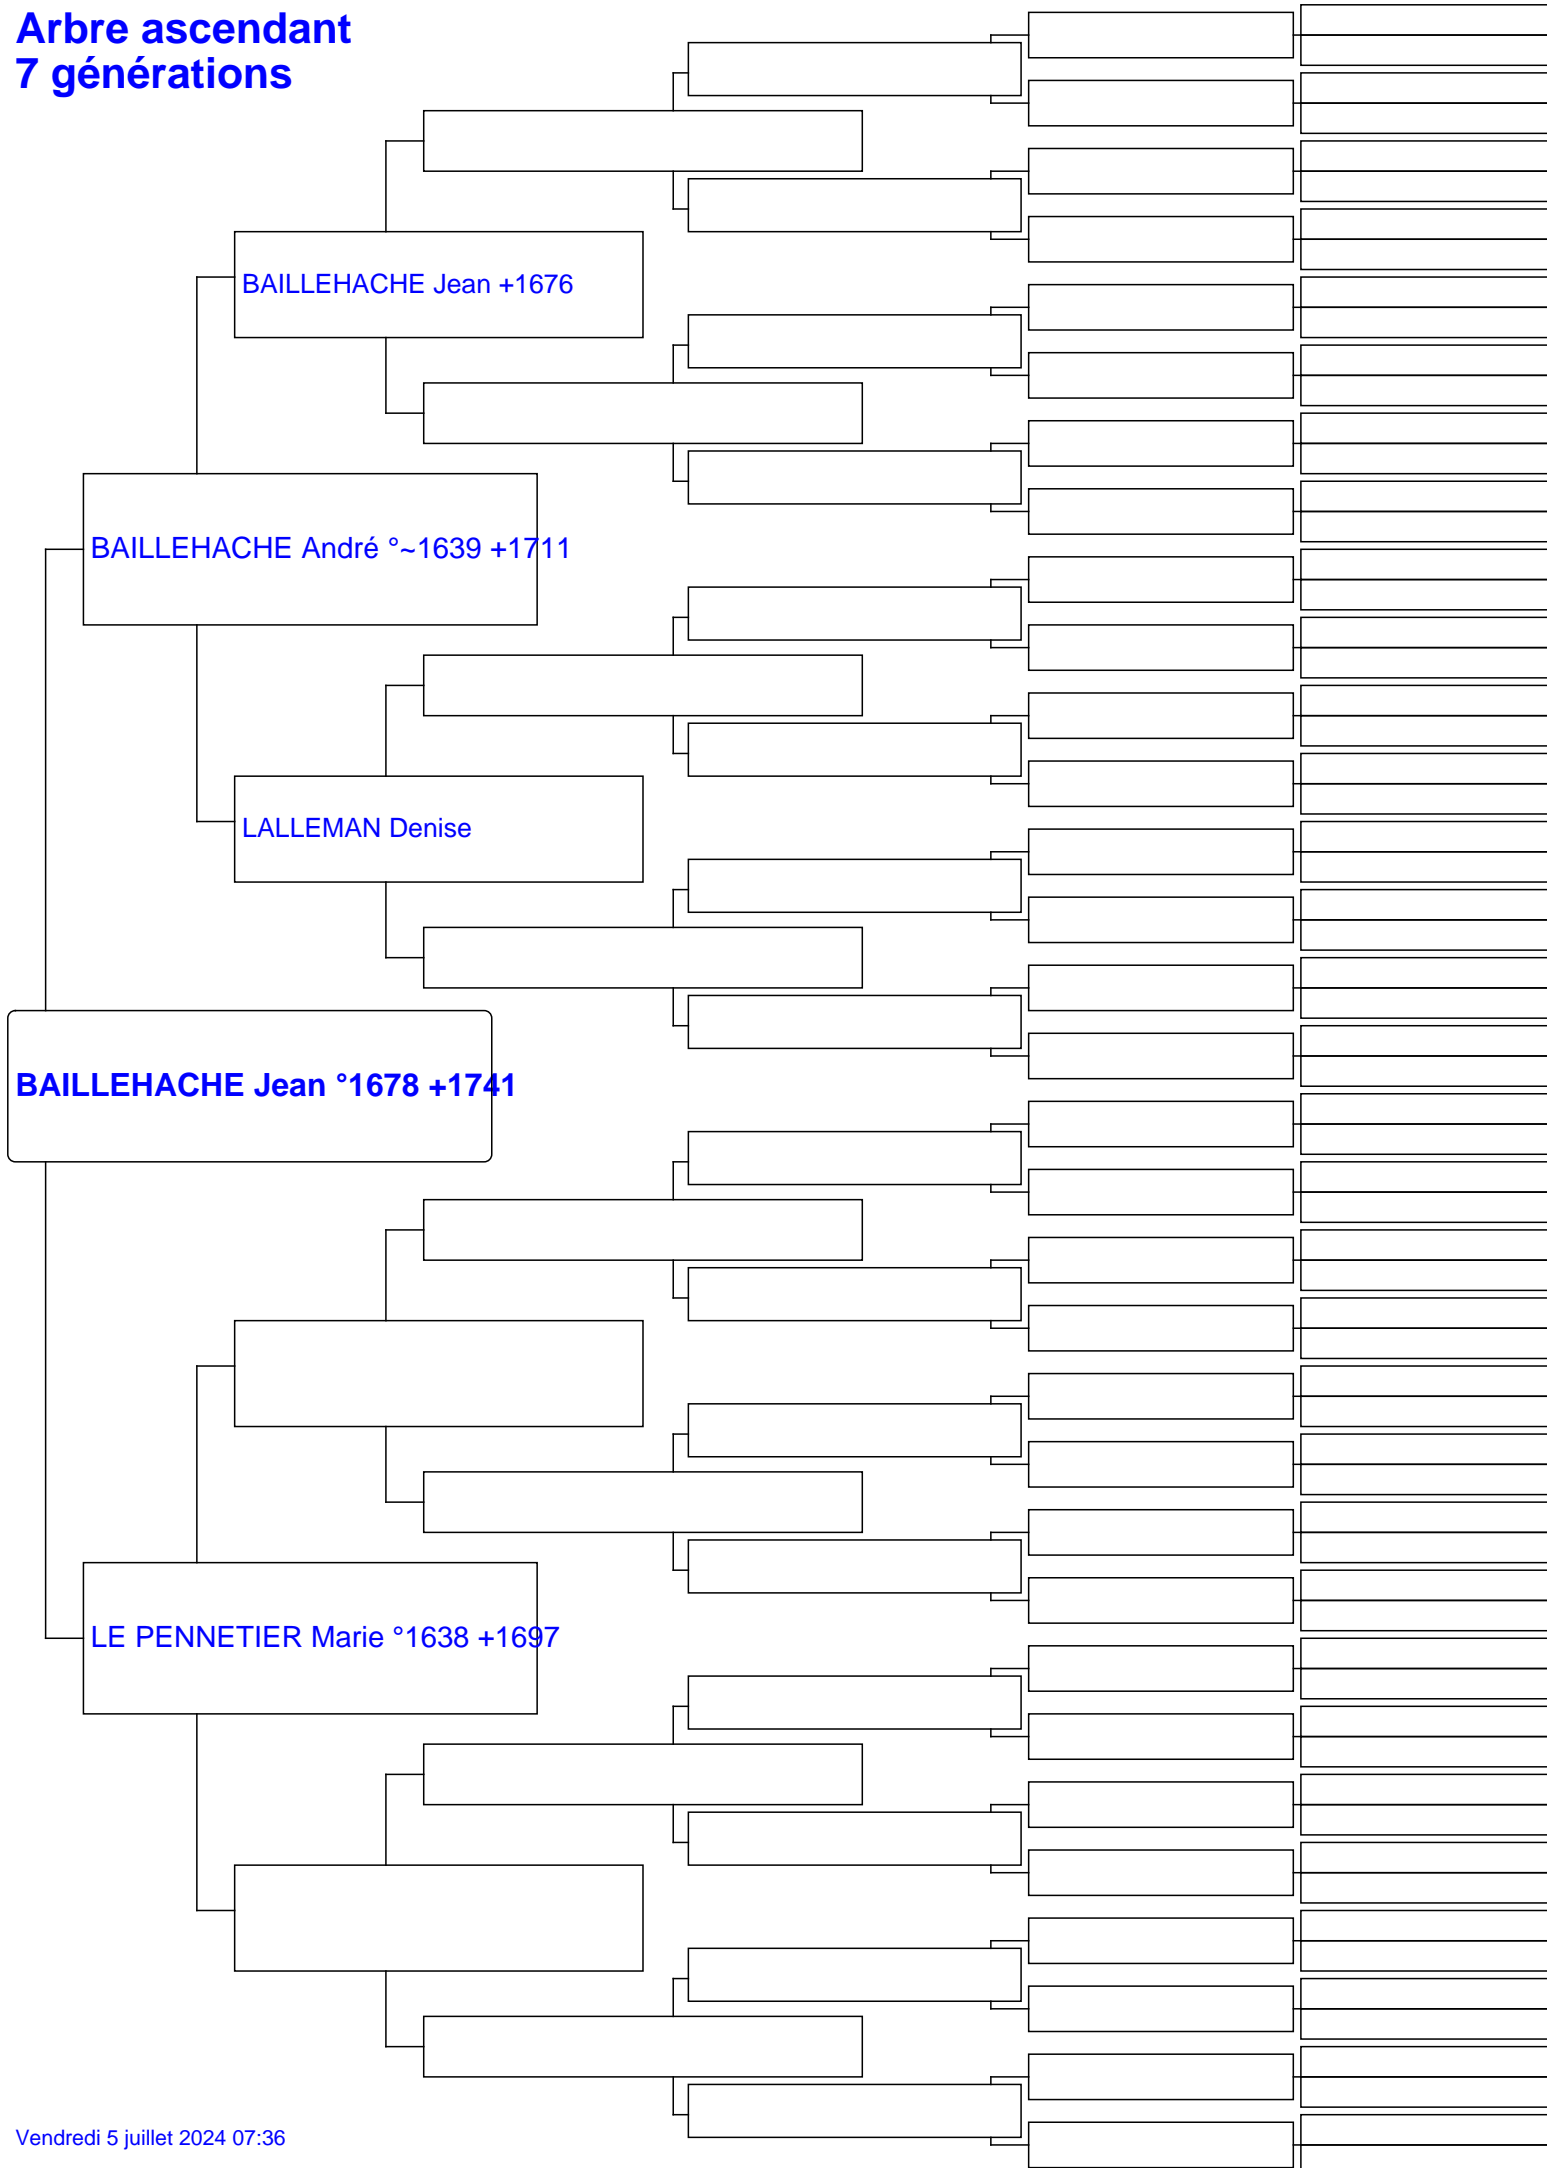 Arbre ascendant
7 générations
BAILLEHACHE Jean +1676
BAILLEHACHE André °~1639 +1711
LALLEMAN Denise
BAILLEHACHE Jean °1678 +1741
LE PENNETIER Marie °1638 +1697
Vendredi 5 juillet 2024 07:36